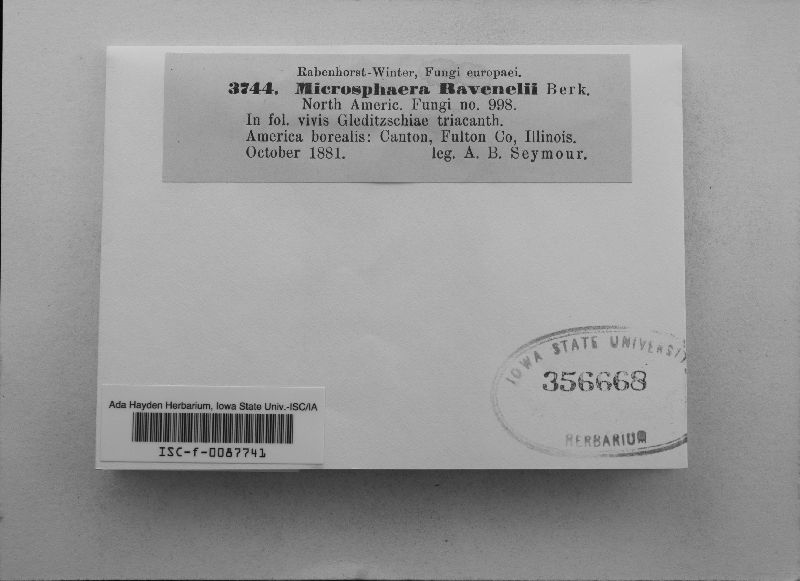 Rabenhorst-Winter, Fungi europaei.
3744. Microsphaera Ravenelii Berk.
North Americ. Fungi no. 998.
In fol. vivis Gleditzschiae triacanth.
America borealis: Canton, Fulton Co, Illinois.
October 1881. leg. A. B. Seymour.
IOWA STATE UNIVERSITY
356668
HERBARIUM
Ada Hayden Herbarium, Iowa State Univ.-ISC/IA
ISC-f-0087741